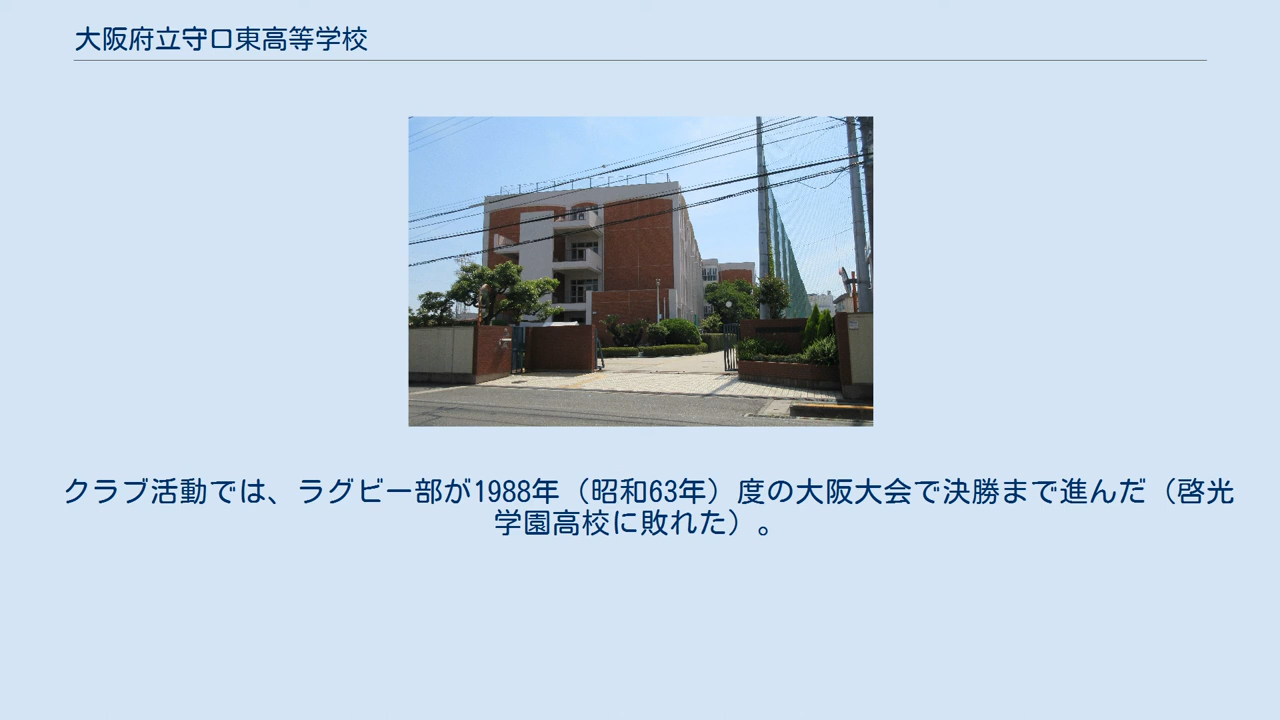 大阪府立守口東高等学校
クラブ活動では、ラグビー部が1988年（昭和63年）度の大阪大会で決勝まで進んだ（啓光
学園高校に敗れた）。